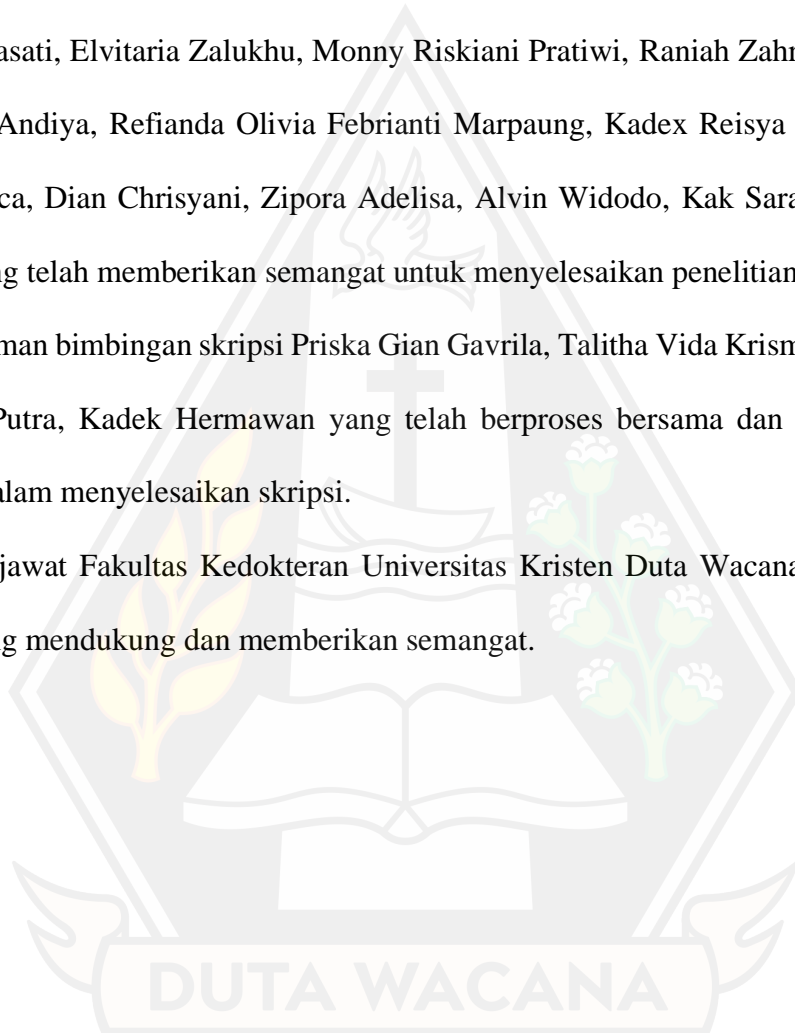 asati, Elvitaria Zalukhu, Monny Riskiani Pratiwi, Raniah Zahr
Andiya, Refianda Olivia Febrianti Marpaung, Kadex Reisya
ca, Dian Chrisyani, Zipora Adelisa, Alvin Widodo, Kak Sara
ng telah memberikan semangat untuk menyelesaikan penelitian
man bimbingan skripsi Priska Gian Gavrila, Talitha Vida Krism
Putra, Kadek Hermawan yang telah berproses bersama dan
alam menyelesaikan skripsi.
jawat Fakultas Kedokteran Universitas Kristen Duta Wacana
ng mendukung dan memberikan semangat.
DUTA WACANA